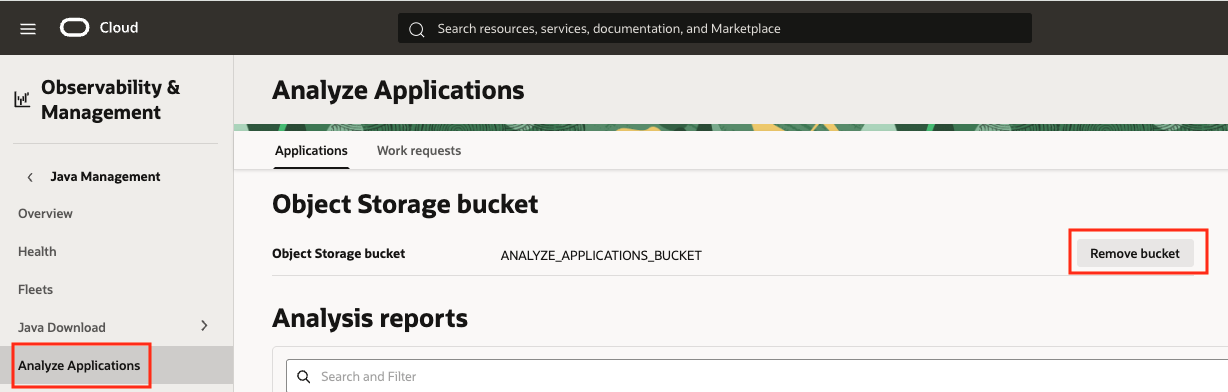 Cloud
Search resources, services, documentation, and Marketplace
Observability &
Management
Java Management
Overview
Health
Fleets
Java Download
Analyze Applications
Analyze Applications
Applications
Work requests
Object Storage bucket
Object Storage bucket
ANALYZE_APPLICATIONS_BUCKET
Remove bucket
Analysis reports
Search and Filter